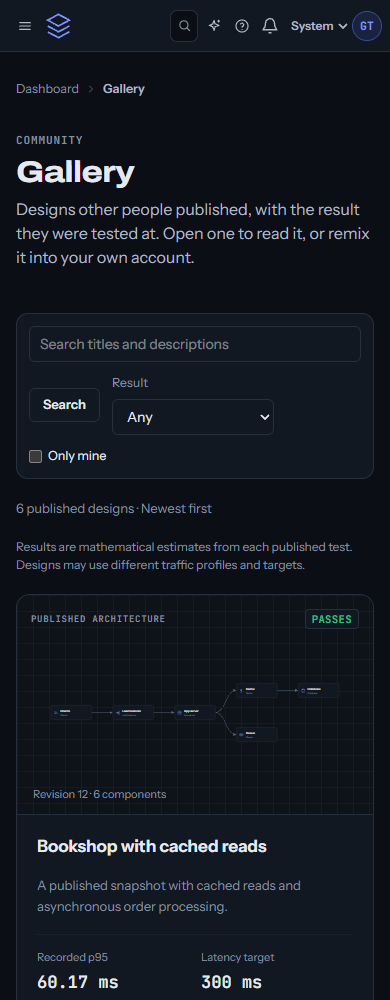 System
GT
Dashboard > Gallery
COMMUNITY
Gallery
Designs other people published, with the result
they were tested at. Open one to read it, or remix
it into your own account.
Search titles and descriptions
Result
Search
Any
Only mine
6 published designs · Newest first
Results are mathematical estimates from each published test.
Designs may use different traffic profiles and targets.
PUBLISHED ARCHITECTURE
PASSES
Revision 12 · 6 components
Bookshop with cached reads
A published snapshot with cached reads and
asynchronous order processing.
Recorded p95
Latency target
60.17 ms
300 ms